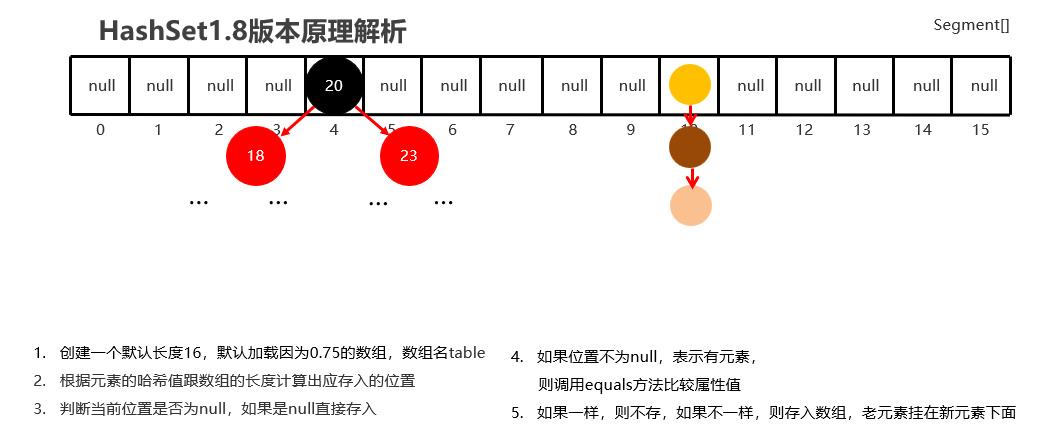 HashSet1.8版本原理解析
Segment[]
null null null null 20 null null null null null null null null null null
0 1 2 3 4 5 6 7 8 9 10 11 12 13 14 15
18 23
... ... ... ...
1. 创建一个默认长度16，默认加载因为0.75的数组，数组名table
2. 根据元素的哈希值跟数组的长度计算出应存入的位置
3. 判断当前位置是否为null，如果是null直接存入
4. 如果位置不为null，表示有元素，
则调用equals方法比较属性值
5. 如果一样，则不存，如果不一样，则存入数组，老元素挂在新元素下面